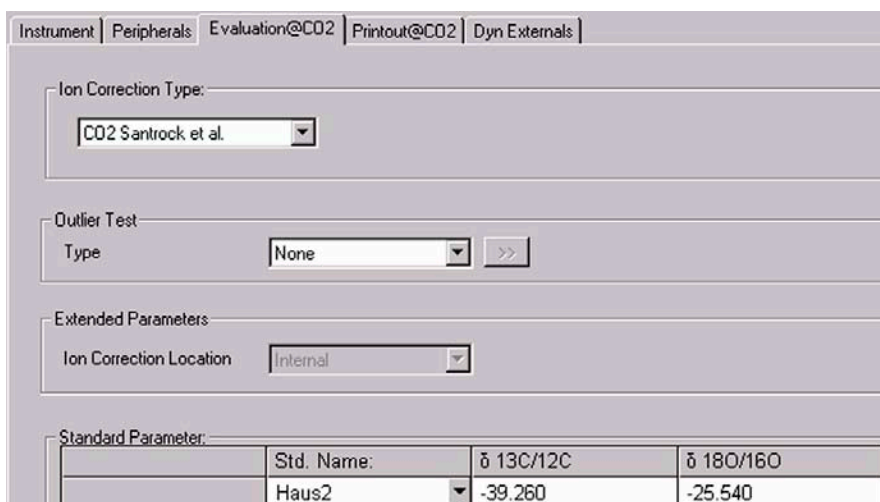 Instrument Peripherals Evaluation@CO2 Printout@CO2 Dyn Externals
Ion Correction Type:
CO2 Santrock et al.
Outlier Test
Type None >>
Extended Parameters
Ion Correction Location Internal
Standard Parameter:
Std. Name: δ 13C/12C δ 18O/16O
Haus2 -39.260 -25.540